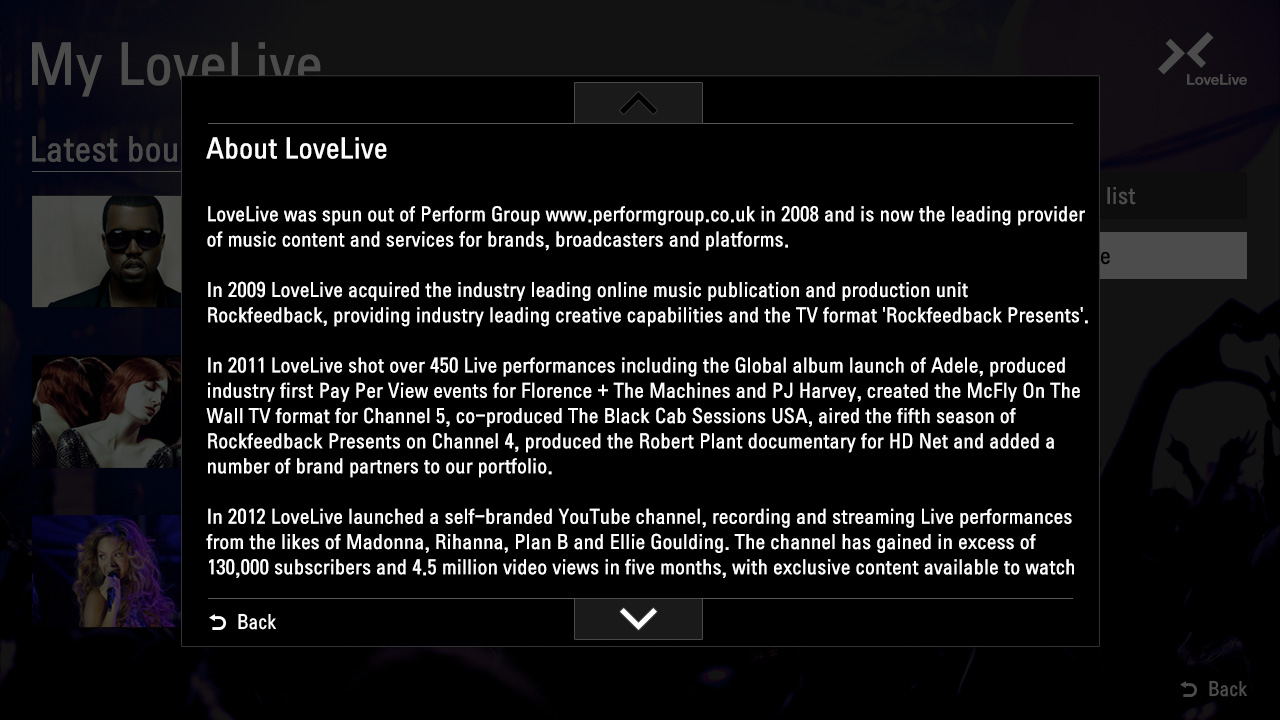 My LoveLive
LoveLive
Latest bou
list
e
About LoveLive
LoveLive was spun out of Perform Group www.performgroup.co.uk in 2008 and is now the leading provider
of music content and services for brands, broadcasters and platforms.
In 2009 LoveLive acquired the industry leading online music publication and production unit
Rockfeedback, providing industry leading creative capabilities and the TV format 'Rockfeedback Presents'.
In 2011 LoveLive shot over 450 Live performances including the Global album launch of Adele, produced
industry first Pay Per View events for Florence + The Machines and PJ Harvey, created the McFly On The
Wall TV format for Channel 5, co-produced The Black Cab Sessions USA, aired the fifth season of
Rockfeedback Presents on Channel 4, produced the Robert Plant documentary for HD Net and added a
number of brand partners to our portfolio.
In 2012 LoveLive launched a self-branded YouTube channel, recording and streaming Live performances
from the likes of Madonna, Rihanna, Plan B and Ellie Goulding. The channel has gained in excess of
130,000 subscribers and 4.5 million video views in five months, with exclusive content available to watch
Back
Back